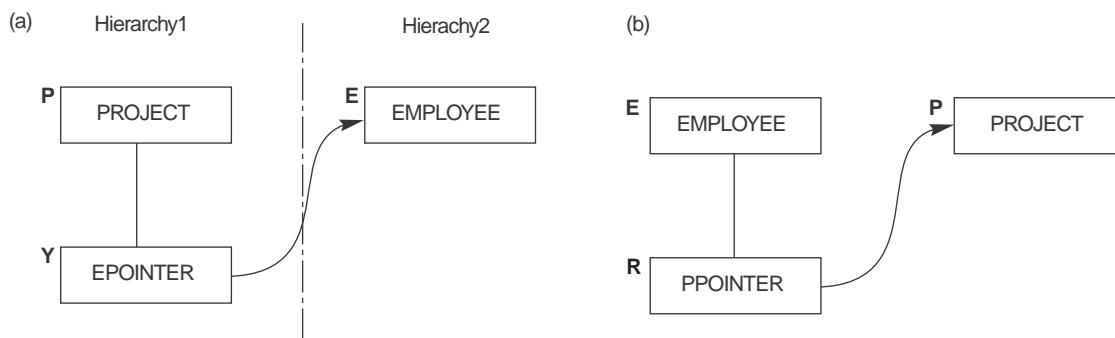 (a)
Hierarchy1
Hierachy2
(b)
P
PROJECT
E
EMPLOYEE
E
EMPLOYEE
P
PROJECT
Y
EPOINTER
R
PPOINTER